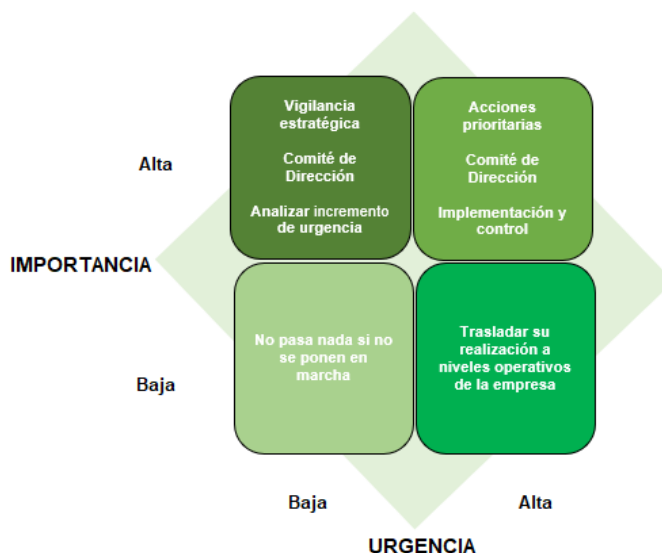 Vigilancia
estratégica
Comité de
Dirección
Analizar incremento
de urgencia
Acciones
prioritarias
Comité de
Dirección
Implementación y
control
Alta
IMPORTANCIA
No pasa nada si no
se ponen en
marcha
Trasladar su
realización a
niveles operativos
de la empresa
Baja
Baja
Alta
URGENCIA